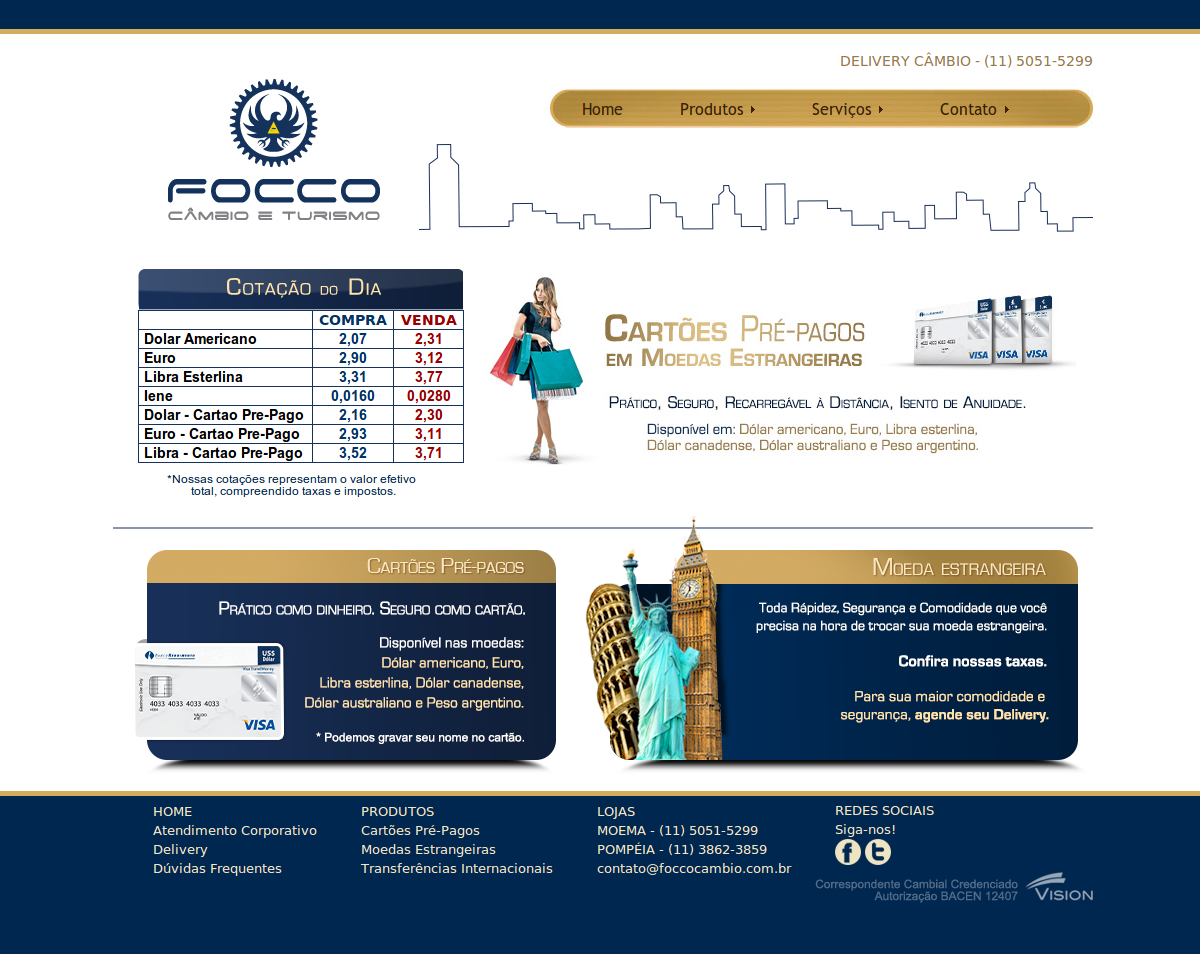 DELIVERY CÂMBIO - (11) 5051-5299
Home Produtos Serviços Contato
FOCCO
CÂMBIO E TURISMO
Cotação do Dia
COMPRA VENDA
Dolar Americano 2,07 2,31
Euro 2,90 3,12
Libra Esterlina 3,31 3,77
Iene 0,0160 0,0280
Dolar - Cartao Pre-Pago 2,16 2,30
Euro - Cartao Pre-Pago 2,93 3,11
Libra - Cartao Pre-Pago 3,52 3,71
*Nossas cotações representam o valor efetivo
total, compreendido taxas e impostos.
Cartões Pré-pagos
em Moedas Estrangeiras
VISA VISA VISA
Prático, Seguro, Recarregável à Distância, Isento de Anuidade.
Disponível em: Dólar americano, Euro, Libra esterlina,
Dólar canadense, Dólar australiano e Peso argentino.
Cartões Pré-pagos
Prático como dinheiro. Seguro como cartão.
Disponível nas moedas:
Dólar americano, Euro,
Libra esterlina, Dólar canadense,
Dólar australiano e Peso argentino.
* Podemos gravar seu nome no cartão.
US$
Dólar
4033 4033 4033 4033
VISA
Moeda estrangeira
Toda Rápidez, Segurança e Comodidade que você
precisa na hora de trocar sua moeda estrangeira.
Confira nossas taxas.
Para sua maior comodidade e
segurança, agende seu Delivery.
HOME
Atendimento Corporativo
Delivery
Dúvidas Frequentes
PRODUTOS
Cartões Pré-Pagos
Moedas Estrangeiras
Transferências Internacionais
LOJAS
MOEMA - (11) 5051-5299
POMPÉIA - (11) 3862-3859
contato@foccocambio.com.br
REDES SOCIAIS
Siga-nos!
Correspondente Cambial Credenciado
Autorização BACEN 12407
VISION